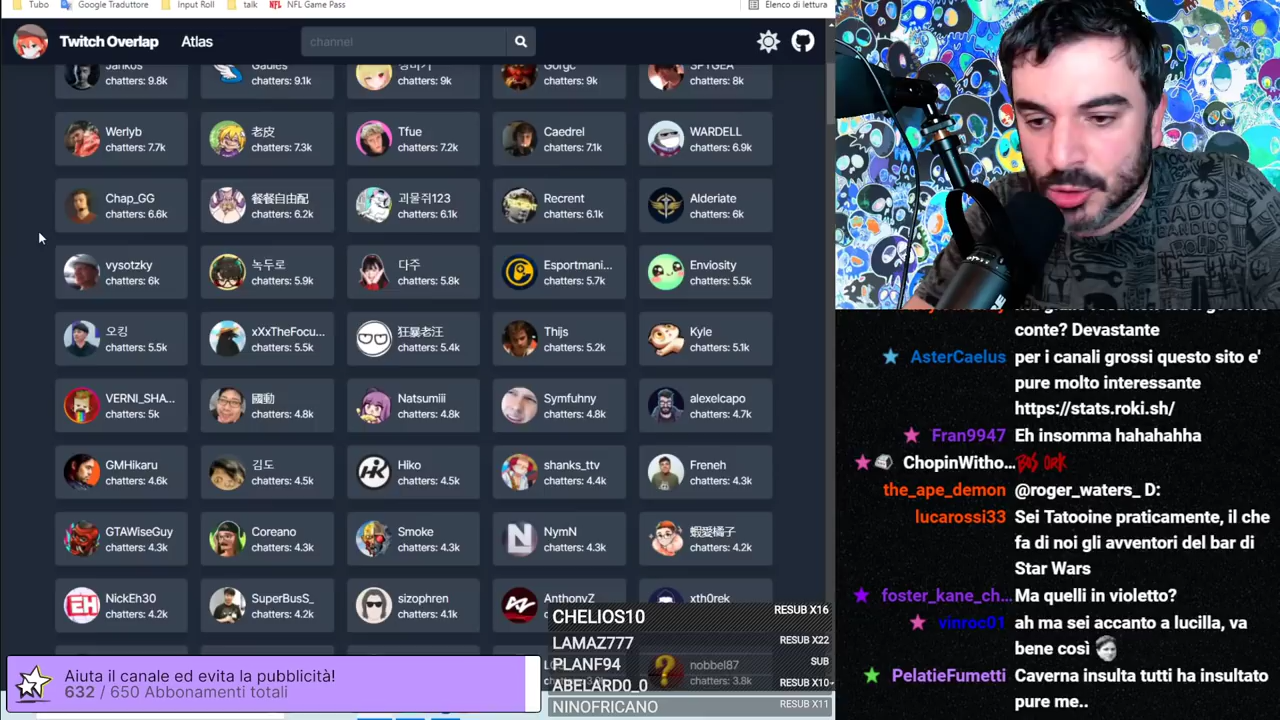 Tubo Google Traduttore Input Roll talk NFL Game Pass Elenco di lettura
Twitch Overlap Atlas channel
Jankos Gaules Gorgc SPYGEA
chatters: 9.8k chatters: 9.1k chatters: 9k chatters: 9k chatters: 8k
Werlyb 老皮 Tfue Caedrel WARDELL
chatters: 7.7k chatters: 7.3k chatters: 7.2k chatters: 7.1k chatters: 6.9k
Chap_GG 餐餐自由配 괴물쥐123 Recrent Alderiate
chatters: 6.6k chatters: 6.2k chatters: 6.1k chatters: 6.1k chatters: 6k
vysotzky 녹두로 다주 Esportmani... Enviosity
chatters: 6k chatters: 5.9k chatters: 5.8k chatters: 5.7k chatters: 5.5k
오킹 xXxTheFocu... 狂暴老汪 Thijs Kyle
chatters: 5.5k chatters: 5.5k chatters: 5.4k chatters: 5.2k chatters: 5.1k
VERNI_SHA... 國動 Natsumiii Symfuhny alexelcapo
chatters: 5k chatters: 4.8k chatters: 4.8k chatters: 4.8k chatters: 4.7k
GMHikaru 김도 Hiko shanks_ttv Freneh
chatters: 4.6k chatters: 4.5k chatters: 4.5k chatters: 4.4k chatters: 4.3k
GTAWiseGuy Coreano Smoke NymN 蝦愛橘子
chatters: 4.3k chatters: 4.3k chatters: 4.3k chatters: 4.3k chatters: 4.2k
NickEh30 SuperBusS_ sizophren AnthonyZ xth0rek
chatters: 4.2k chatters: 4.2k chatters: 4.1k
nobbel87
3.8k
CHELIOS10 RESUB X16
LAMAZ777 RESUB X22
PLANF94 SUB
ABELARD0_0 RESUB X10
NINOFRICANO RESUB X11
Aiuta il canale ed evita la pubblicità!
632 / 650 Abbonamenti totali
conte? Devastante
AsterCaelus per i canali grossi questo sito e'
pure molto interessante
https://stats.roki.sh/
Fran9947 Eh insomma hahahahha
ChopinWitho...
the_ape_demon @roger_waters_ D:
lucarossi33 Sei Tatooine praticamente, il che
fa di noi gli avventori del bar di
Star Wars
foster_kane_ch... Ma quelli in violetto?
vinroc01 ah ma sei accanto a lucilla, va
bene così
PelatieFumetti Caverna insulta tutti ha insultato
pure me..